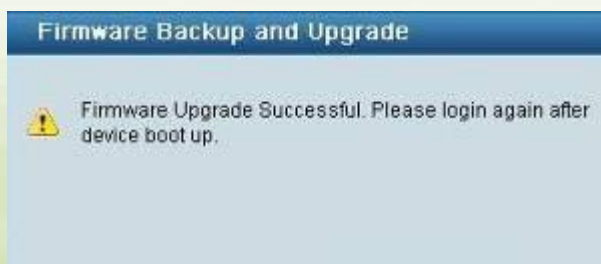 Firmware Backup and Upgrade
Firmware Upgrade Successful. Please login again after
device boot up.